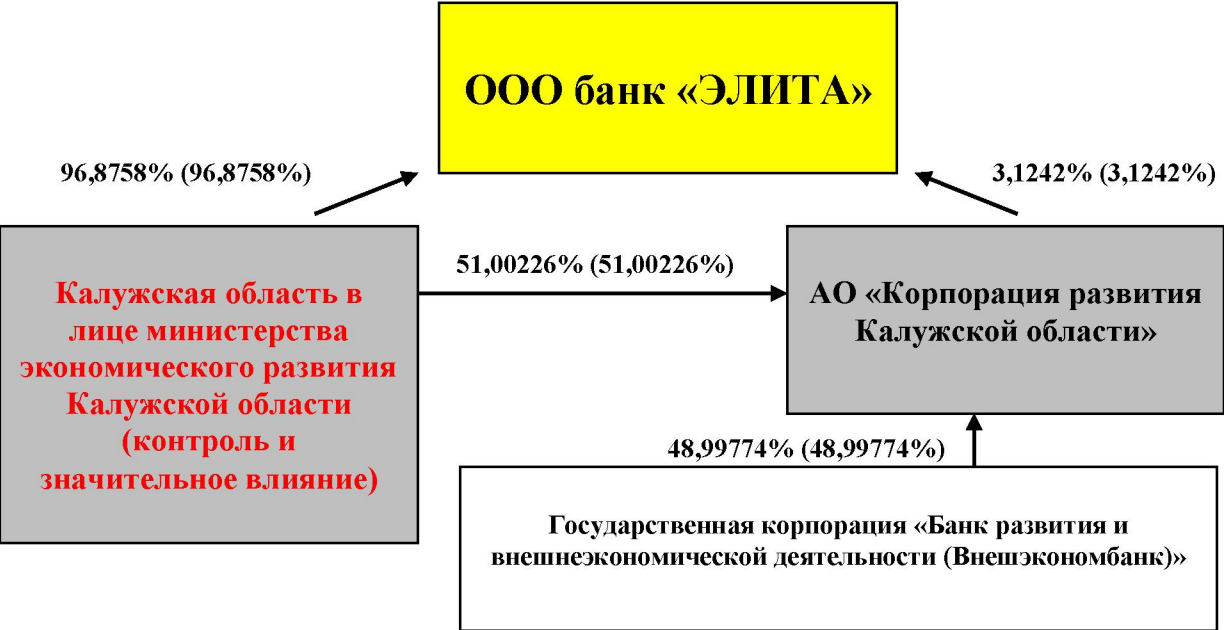 ООО банк «ЭЛИТА»
96,8758% (96,8758%)
3,1242% (3,1242%)
51,00226% (51,00226%)
Калужская область в
лице министерства
экономического развития
Калужской области
(контроль и
значительное влияние)
АО «Корпорация развития
Калужской области»
48,99774% (48,99774%)
Государственная корпорация «Банк развития и
внешнеэкономической деятельности (Внешэкономбанк)»